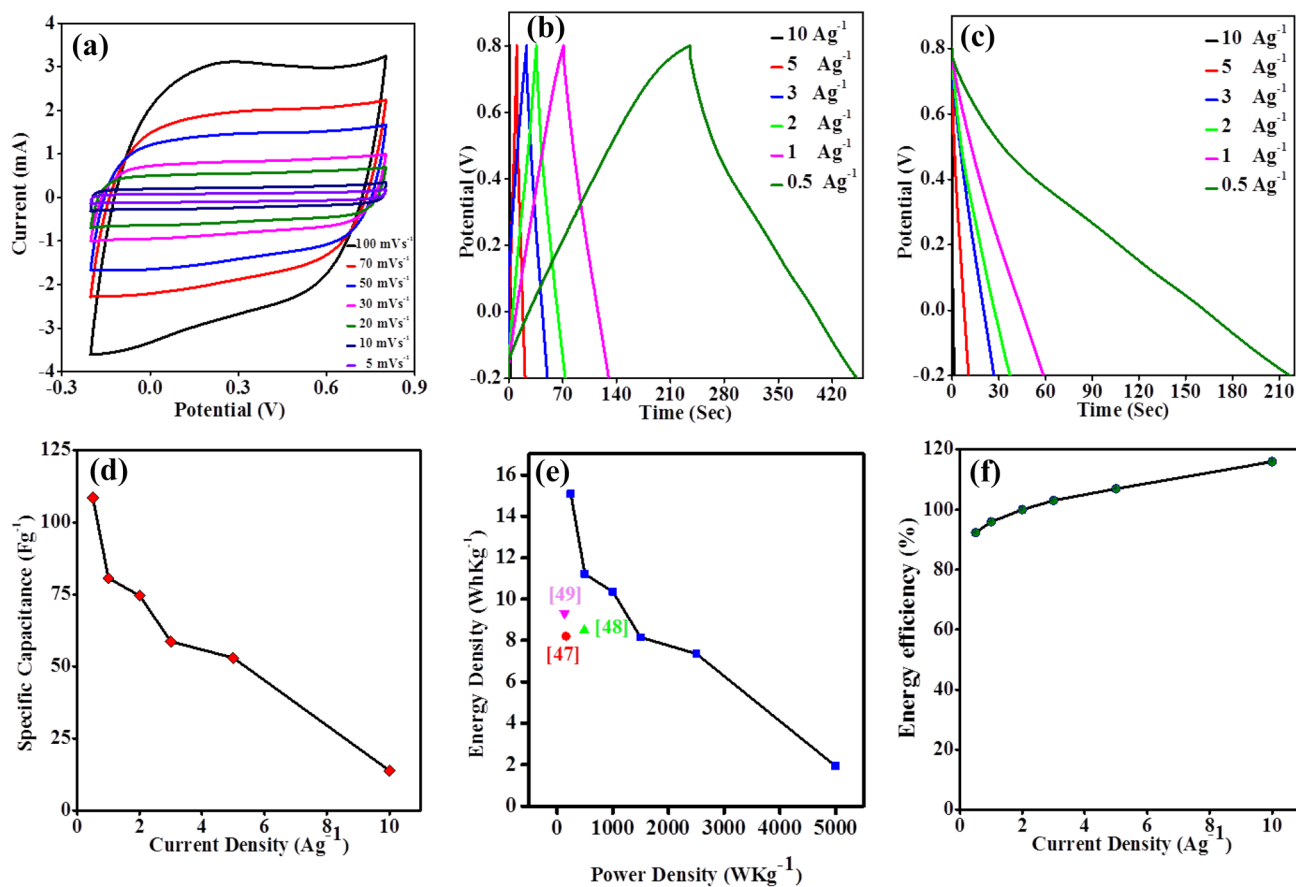 (a)
4
3
2
1
0
-1
-2
-3
-4
Current (mA)
-0.3
0.0
0.3
0.6
0.9
Potential (V)
100 mVs⁻¹
70 mVs⁻¹
50 mVs⁻¹
30 mVs⁻¹
20 mVs⁻¹
10 mVs⁻¹
5 mVs⁻¹
(b)
0.8
0.4
0.0
-0.2
Potential (V)
0
70
140
210
280
350
420
Time (Sec)
10 Ag⁻¹
5 Ag⁻¹
3 Ag⁻¹
2 Ag⁻¹
1 Ag⁻¹
0.5 Ag⁻¹
(c)
0.8
0.4
0.0
-0.2
Potential (V)
0
30
60
90
120
150
180
210
Time (Sec)
10 Ag⁻¹
5 Ag⁻¹
3 Ag⁻¹
2 Ag⁻¹
1 Ag⁻¹
0.5 Ag⁻¹
(d)
125
100
75
50
25
0
Specific Capacitance (Fg⁻¹)
0
2
4
6
8
10
Current Density (Ag⁻¹)
(e)
16
14
12
10
8
6
4
2
0
Energy Density (WhKg⁻¹)
[49]
[48]
[47]
0
1000
2000
3000
4000
5000
Power Density (WKg⁻¹)
(f)
120
100
80
60
40
20
0
Energy efficiency (%)
0
2
4
6
8
10
Current Density (Ag⁻¹)